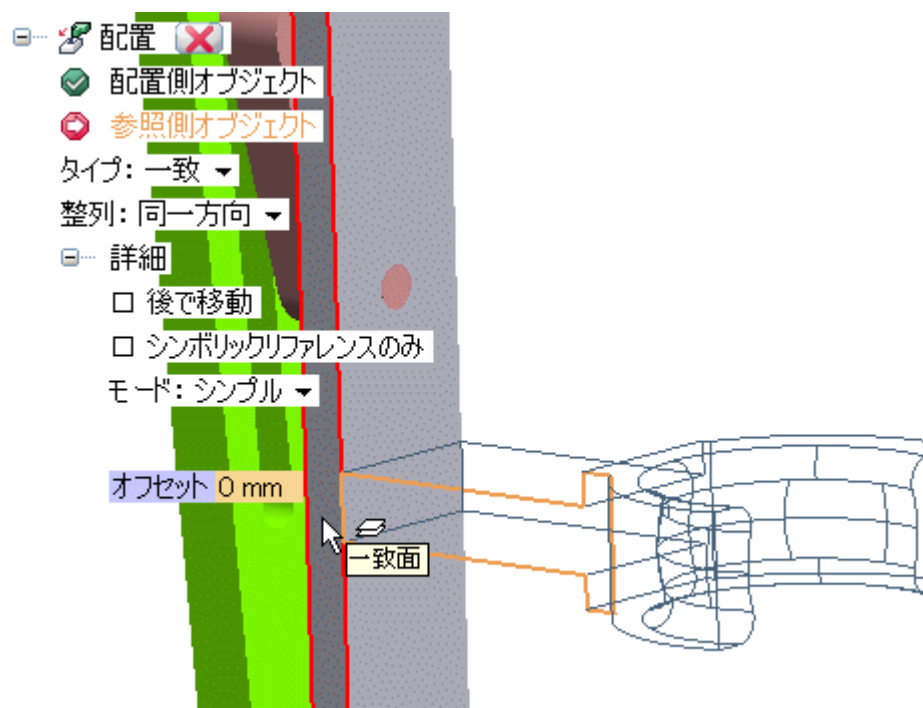 配置
配置側オブジェクト
参照側オブジェクト
タイプ: 一致
整列: 同一方向
詳細
後で移動
シンボリックリファレンスのみ
モード: シンプル
オフセット 0 mm
一致面